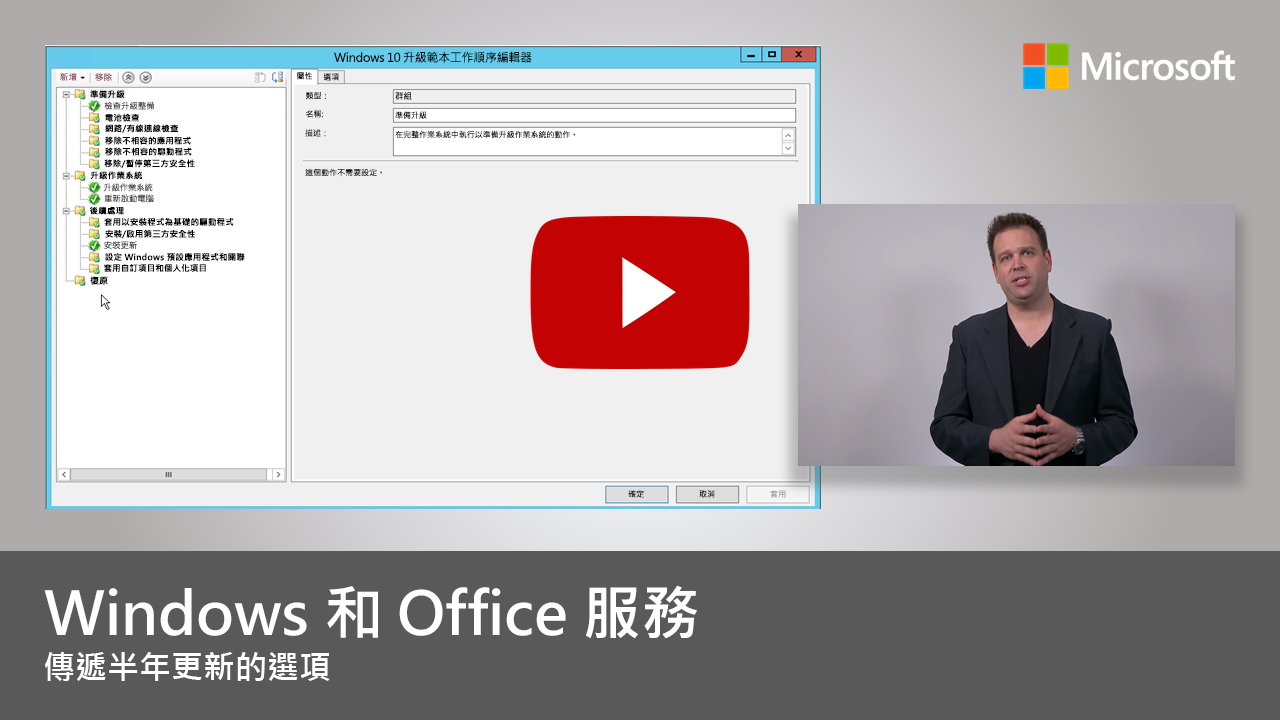 Windows 10 升級範本工作順序編輯器
新增 移除
準備升級
檢查升級整備
電池檢查
網路/有線連線檢查
移除不相容的應用程式
移除不相容的驅動程式
移除/暫停第三方安全性
升級作業系統
升級作業系統
重新啟動電腦
後續處理
套用以安裝程式為基礎的驅動程式
安裝/啟用第三方安全性
安裝更新
設定 Windows 預設應用程式和關聯
套用自訂項目和個人化項目
復原
屬性 選項
類型： 群組
名稱: 準備升級
描述： 在完整作業系統中執行以準備升級作業系統的動作。
這個動作不需要設定。
確定 取消 套用
Microsoft
Windows 和 Office 服務
傳遞半年更新的選項